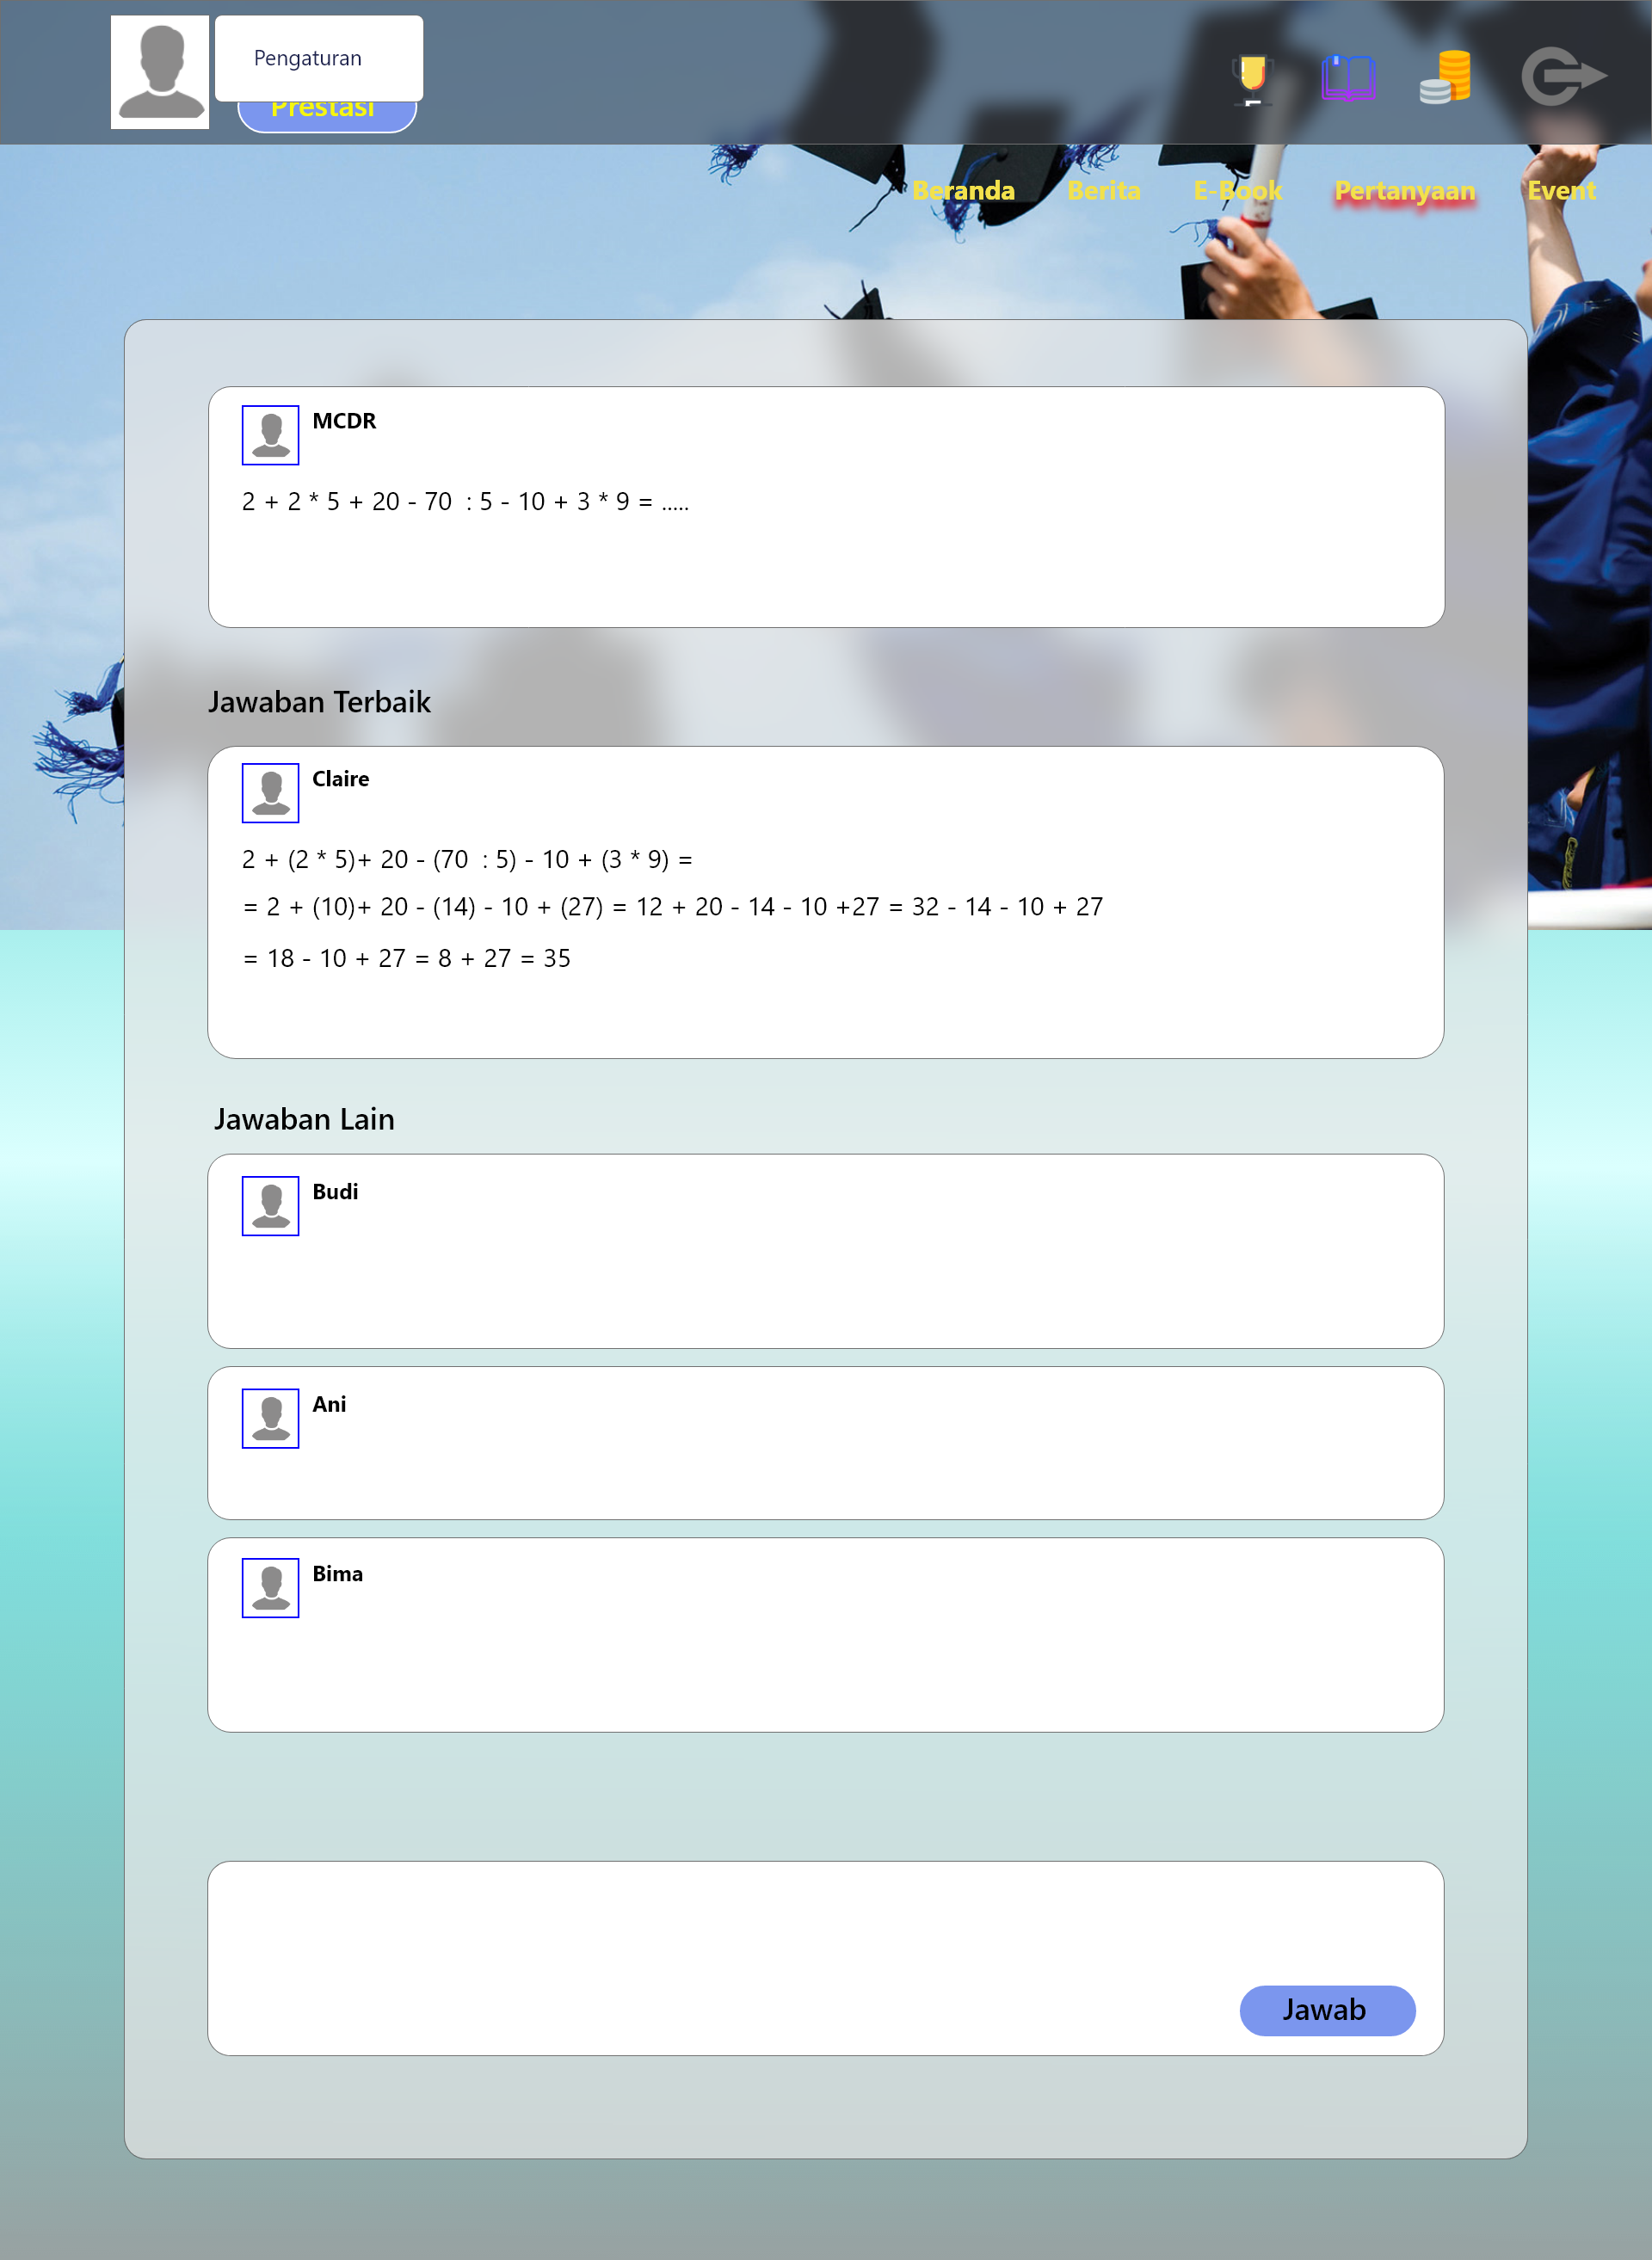 Pengaturan
Prestasi
Beranda Berita E-Book Pertanyaan Event
MCDR
2 + 2 * 5 + 20 - 70 : 5 - 10 + 3 * 9 = .....
Jawaban Terbaik
Claire
2 + (2 * 5)+ 20 - (70 : 5) - 10 + (3 * 9) =
= 2 + (10)+ 20 - (14) - 10 + (27) = 12 + 20 - 14 - 10 +27 = 32 - 14 - 10 + 27
= 18 - 10 + 27 = 8 + 27 = 35
Jawaban Lain
Budi
Ani
Bima
Jawab